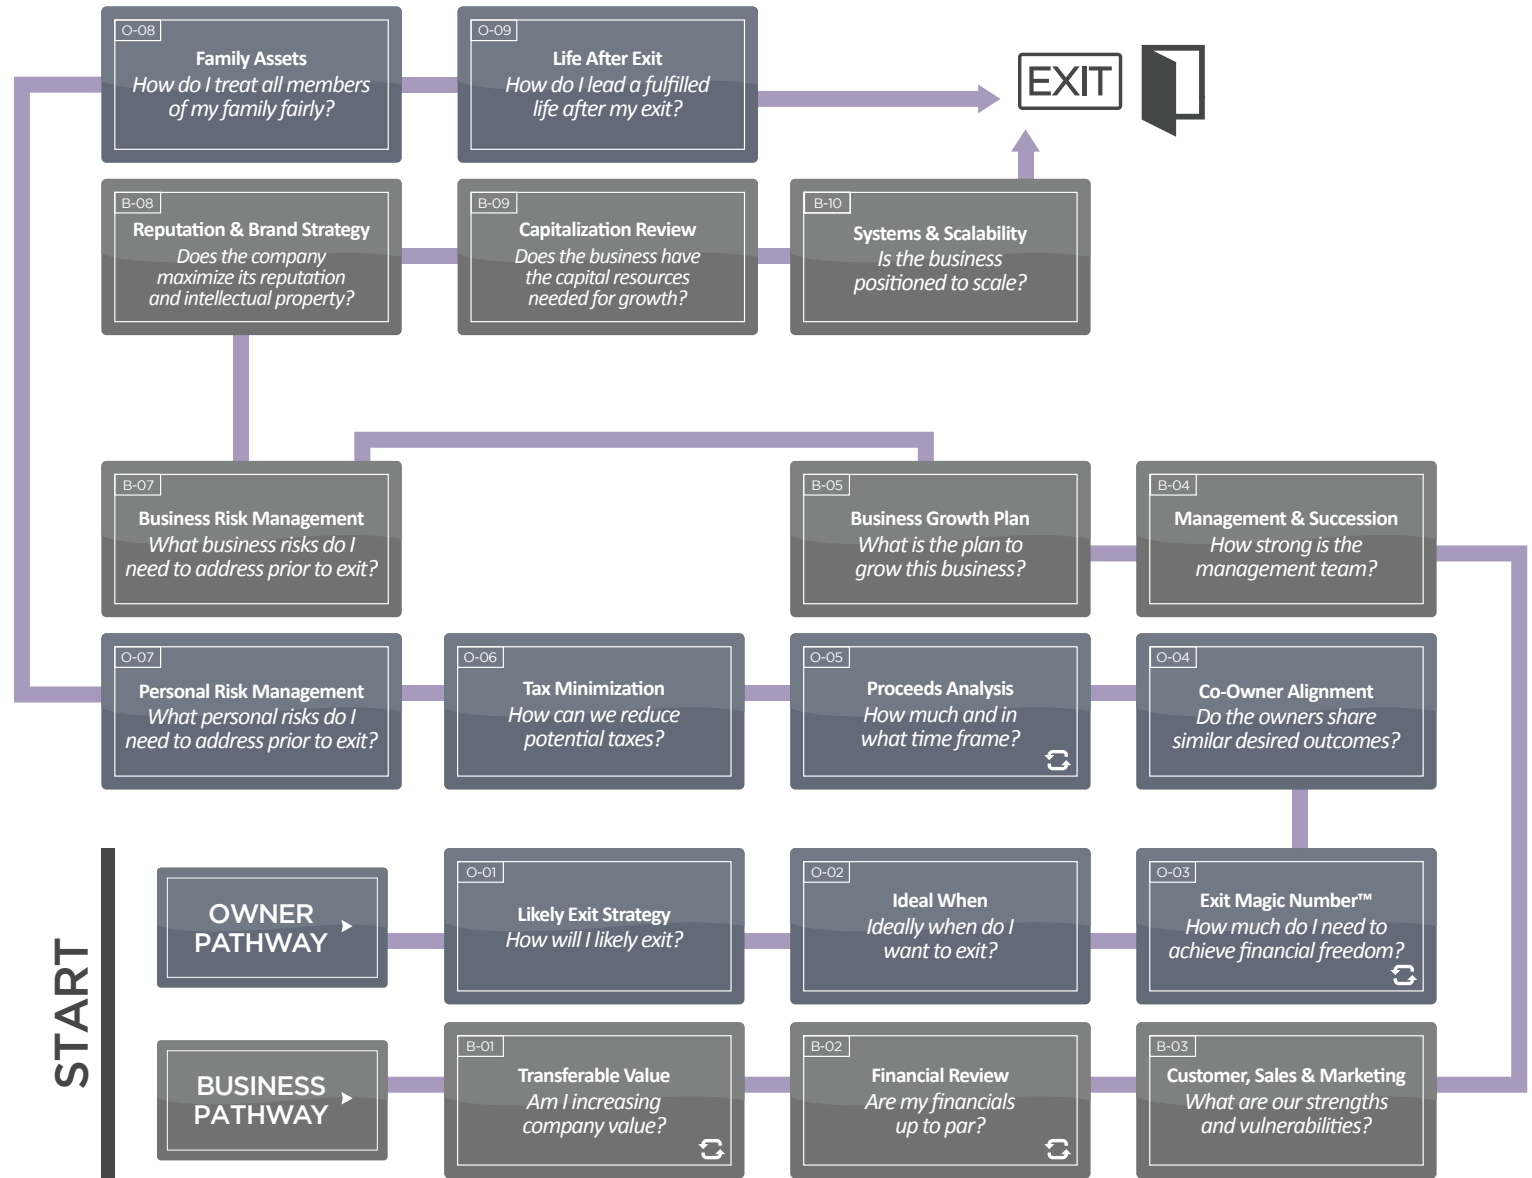 O-08
Family Assets
How do I treat all members
of my family fairly?
O-09
Life After Exit
How do I lead a fulfilled
life after my exit?
EXIT
B-08
Reputation & Brand Strategy
Does the company
maximize its reputation
and intellectual property?
B-09
Capitalization Review
Does the business have
the capital resources
needed for growth?
B-10
Systems & Scalability
Is the business
positioned to scale?
B-07
Business Risk Management
What business risks do I
need to address prior to exit?
B-05
Business Growth Plan
What is the plan to
grow this business?
B-04
Management & Succession
How strong is the
management team?
O-07
Personal Risk Management
What personal risks do I
need to address prior to exit?
O-06
Tax Minimization
How can we reduce
potential taxes?
O-05
Proceeds Analysis
How much and in
what time frame?
O-04
Co-Owner Alignment
Do the owners share
similar desired outcomes?
START
OWNER
PATHWAY
O-01
Likely Exit Strategy
How will I likely exit?
O-02
Ideal When
Ideally when do I
want to exit?
O-03
Exit Magic Number™
How much do I need to
achieve financial freedom?
BUSINESS
PATHWAY
B-01
Transferable Value
Am I increasing
company value?
B-02
Financial Review
Are my financials
up to par?
B-03
Customer, Sales & Marketing
What are our strengths
and vulnerabilities?